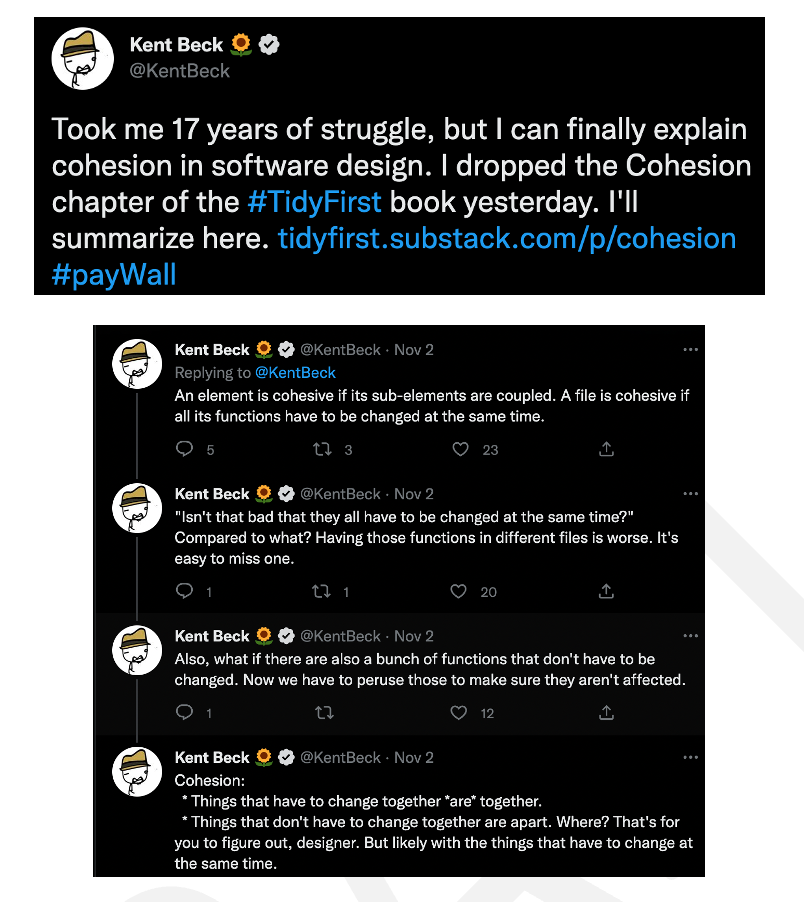 Kent Beck 🌻
@KentBeck
Took me 17 years of struggle, but I can finally explain
cohesion in software design. I dropped the Cohesion
chapter of the #TidyFirst book yesterday. I'll
summarize here. tidyfirst.substack.com/p/cohesion
#payWall
Kent Beck 🌻 @KentBeck · Nov 2
Replying to @KentBeck
An element is cohesive if its sub-elements are coupled. A file is cohesive if
all its functions have to be changed at the same time.
5 3 23
Kent Beck 🌻 @KentBeck · Nov 2
"Isn't that bad that they all have to be changed at the same time?"
Compared to what? Having those functions in different files is worse. It's
easy to miss one.
1 1 20
Kent Beck 🌻 @KentBeck · Nov 2
Also, what if there are also a bunch of functions that don't have to be
changed. Now we have to peruse those to make sure they aren't affected.
1 12
Kent Beck 🌻 @KentBeck · Nov 2
Cohesion:
* Things that have to change together *are* together.
* Things that don't have to change together are apart. Where? That's for
you to figure out, designer. But likely with the things that have to change at
the same time.